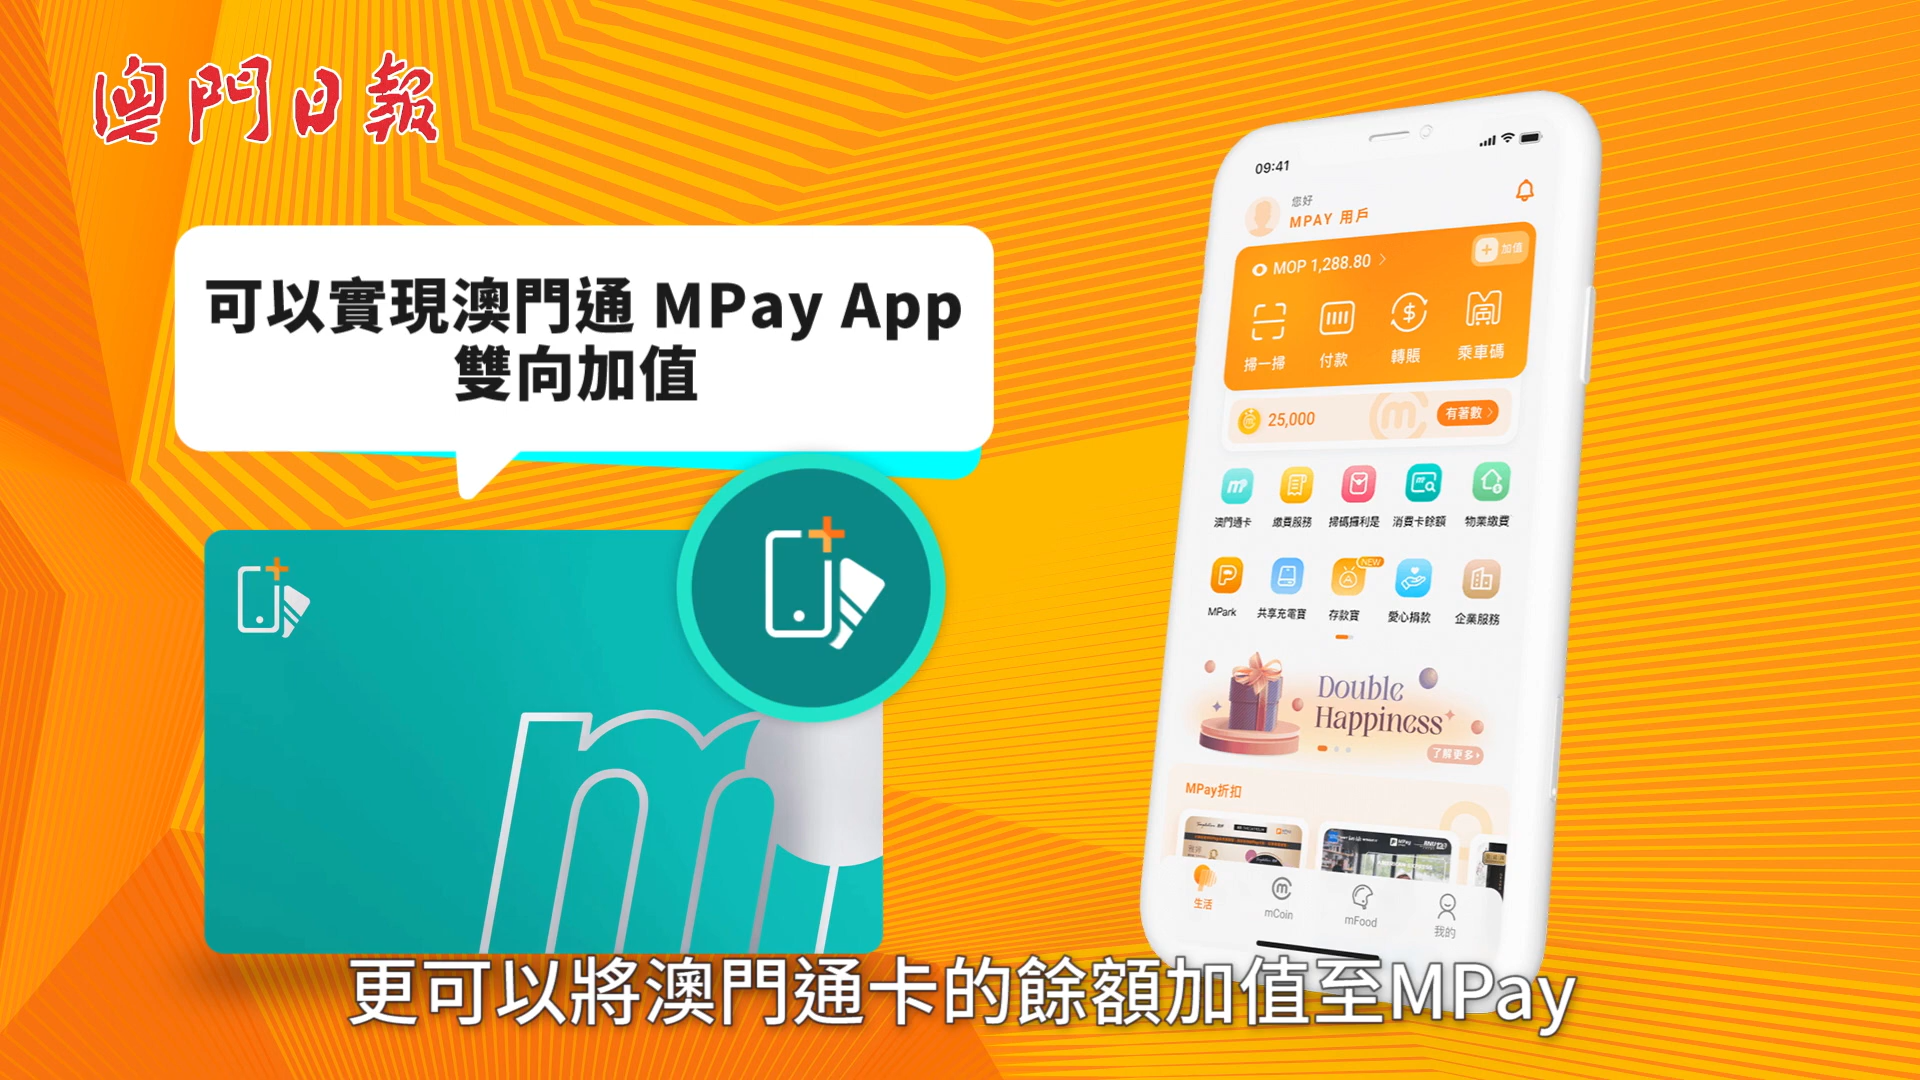 澳門日報
可以實現澳門通 MPay App
雙向加值
09:41
您好
MPAY 用戶
MOP 1,288.80
加值
掃一掃
付款
轉賬
乘車碼
25,000
有著數
澳門通卡
繳費服務
掃碼攞利是
消費卡餘額
物業繳費
NEW
MPark
共享充電寶
存款寶
愛心捐款
企業服務
Double
Happiness
了解更多
MPay折扣
生活
mCoin
mFood
我的
更可以將澳門通卡的餘額加值至MPay